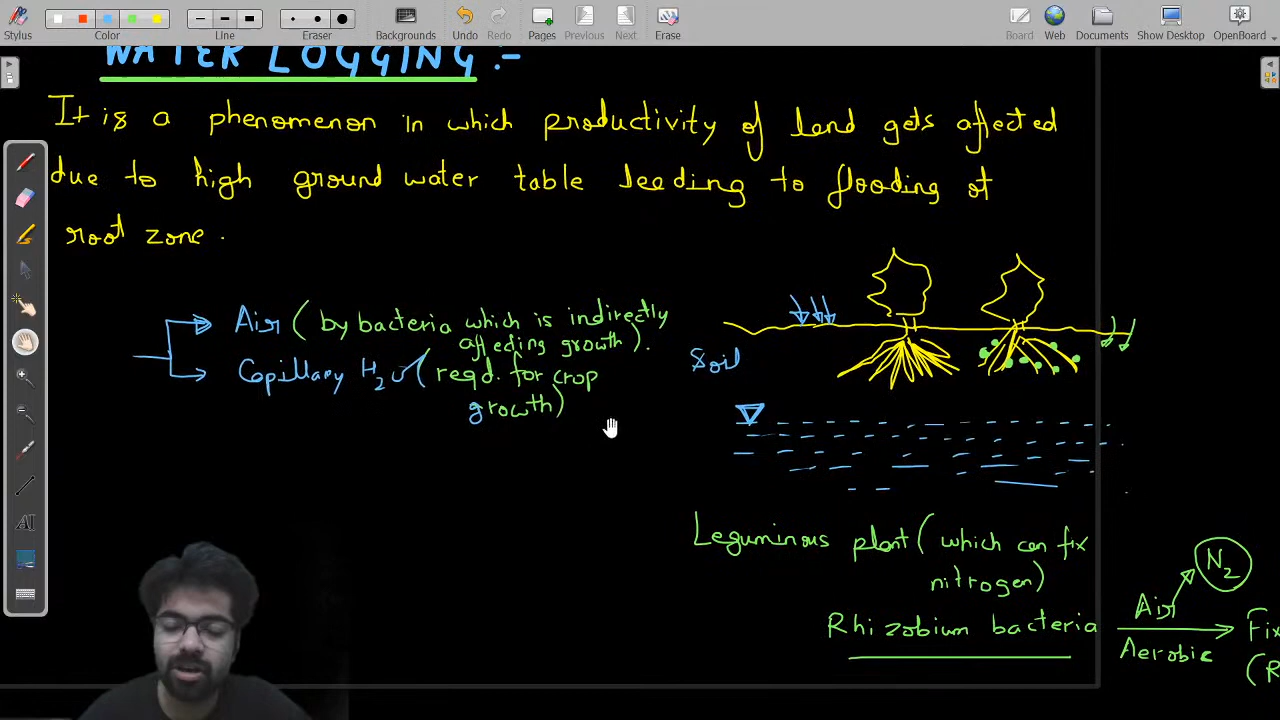 Stylus
Color
Line
Eraser
Backgrounds
Undo
Redo
Pages
Previous
Next
Erase
Board
Web
Documents
Show Desktop
OpenBoard
WATER LOGGING :-
It is a phenomenon in which productivity of land gets affected
due to high ground water table leeding to flooding of
root zone.
Air (by bacteria which is indirectly
affecting growth).
Capillary H2O (reqd. for crop
growth)
Soil
Leguminous plant (which can fix
nitrogen)
N2
Rhizobium bacteria
Air
Aerobic
Fix
(R
AI